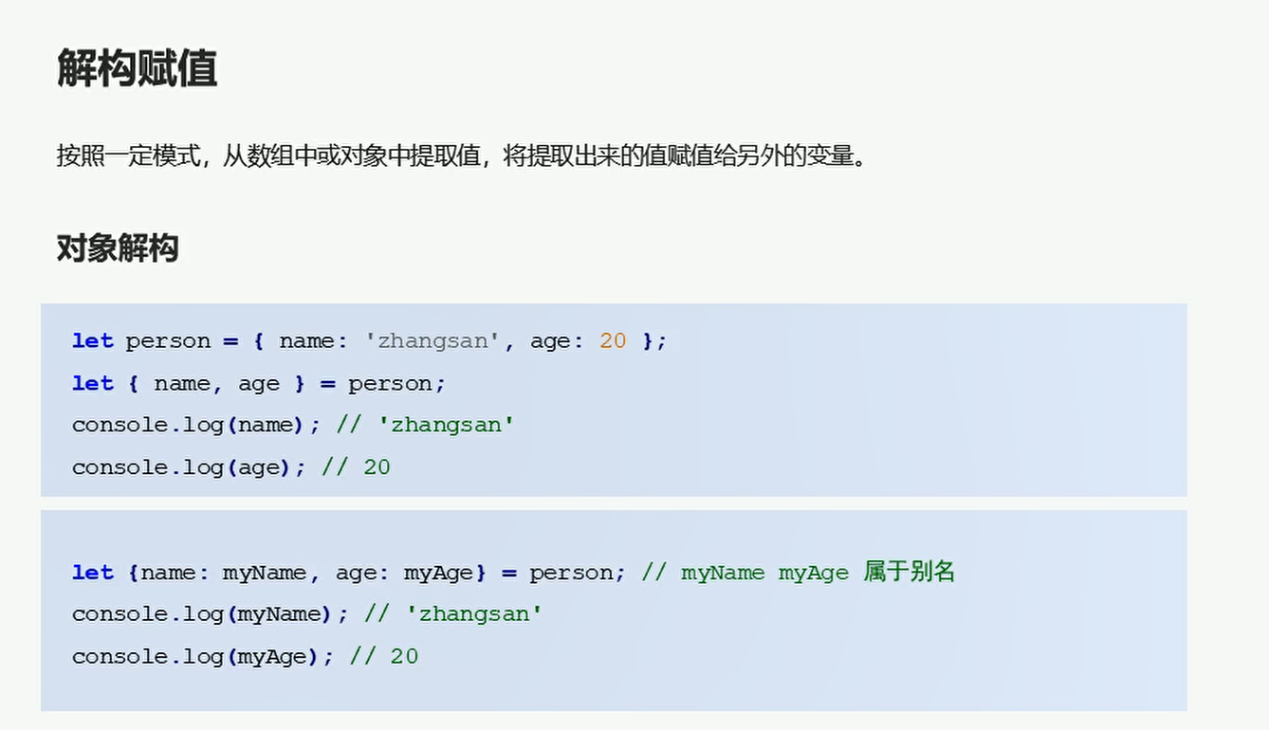 解构赋值
按照一定模式，从数组中或对象中提取值，将提取出来的值赋值给另外的变量。
对象解构
let person = { name: 'zhangsan', age: 20 };
let { name, age } = person;
console.log(name); // 'zhangsan'
console.log(age); // 20
let {name: myName, age: myAge} = person; // myName myAge 属于别名
console.log(myName); // 'zhangsan'
console.log(myAge); // 20